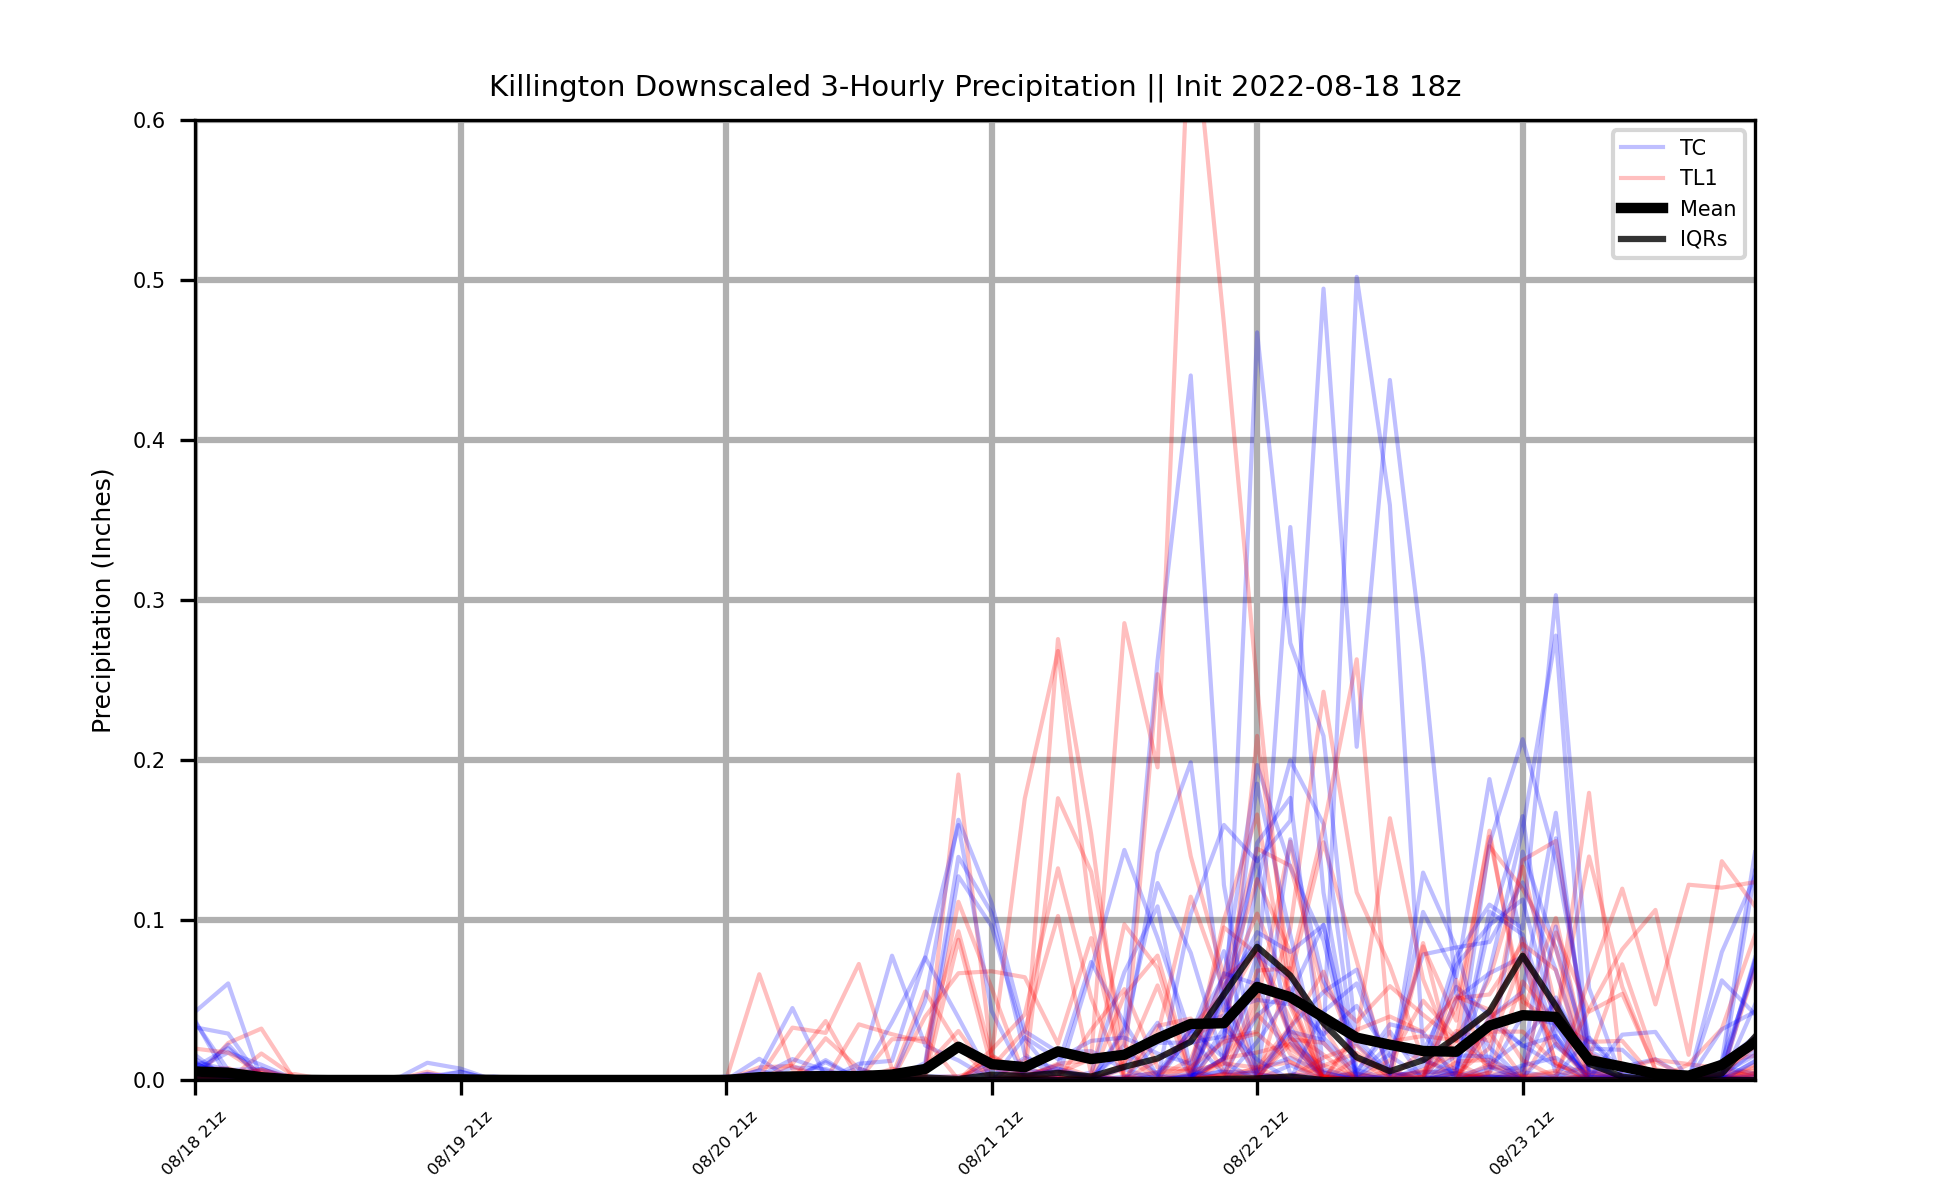 Killington Downscaled 3-Hourly Precipitation || Init 2022-08-18 18z
TC
TL1
Mean
IQRs
Precipitation (Inches)
0.6
0.5
0.4
0.3
0.2
0.1
0.0
08/18 21z
08/19 21z
08/20 21z
08/21 21z
08/22 21z
08/23 21z